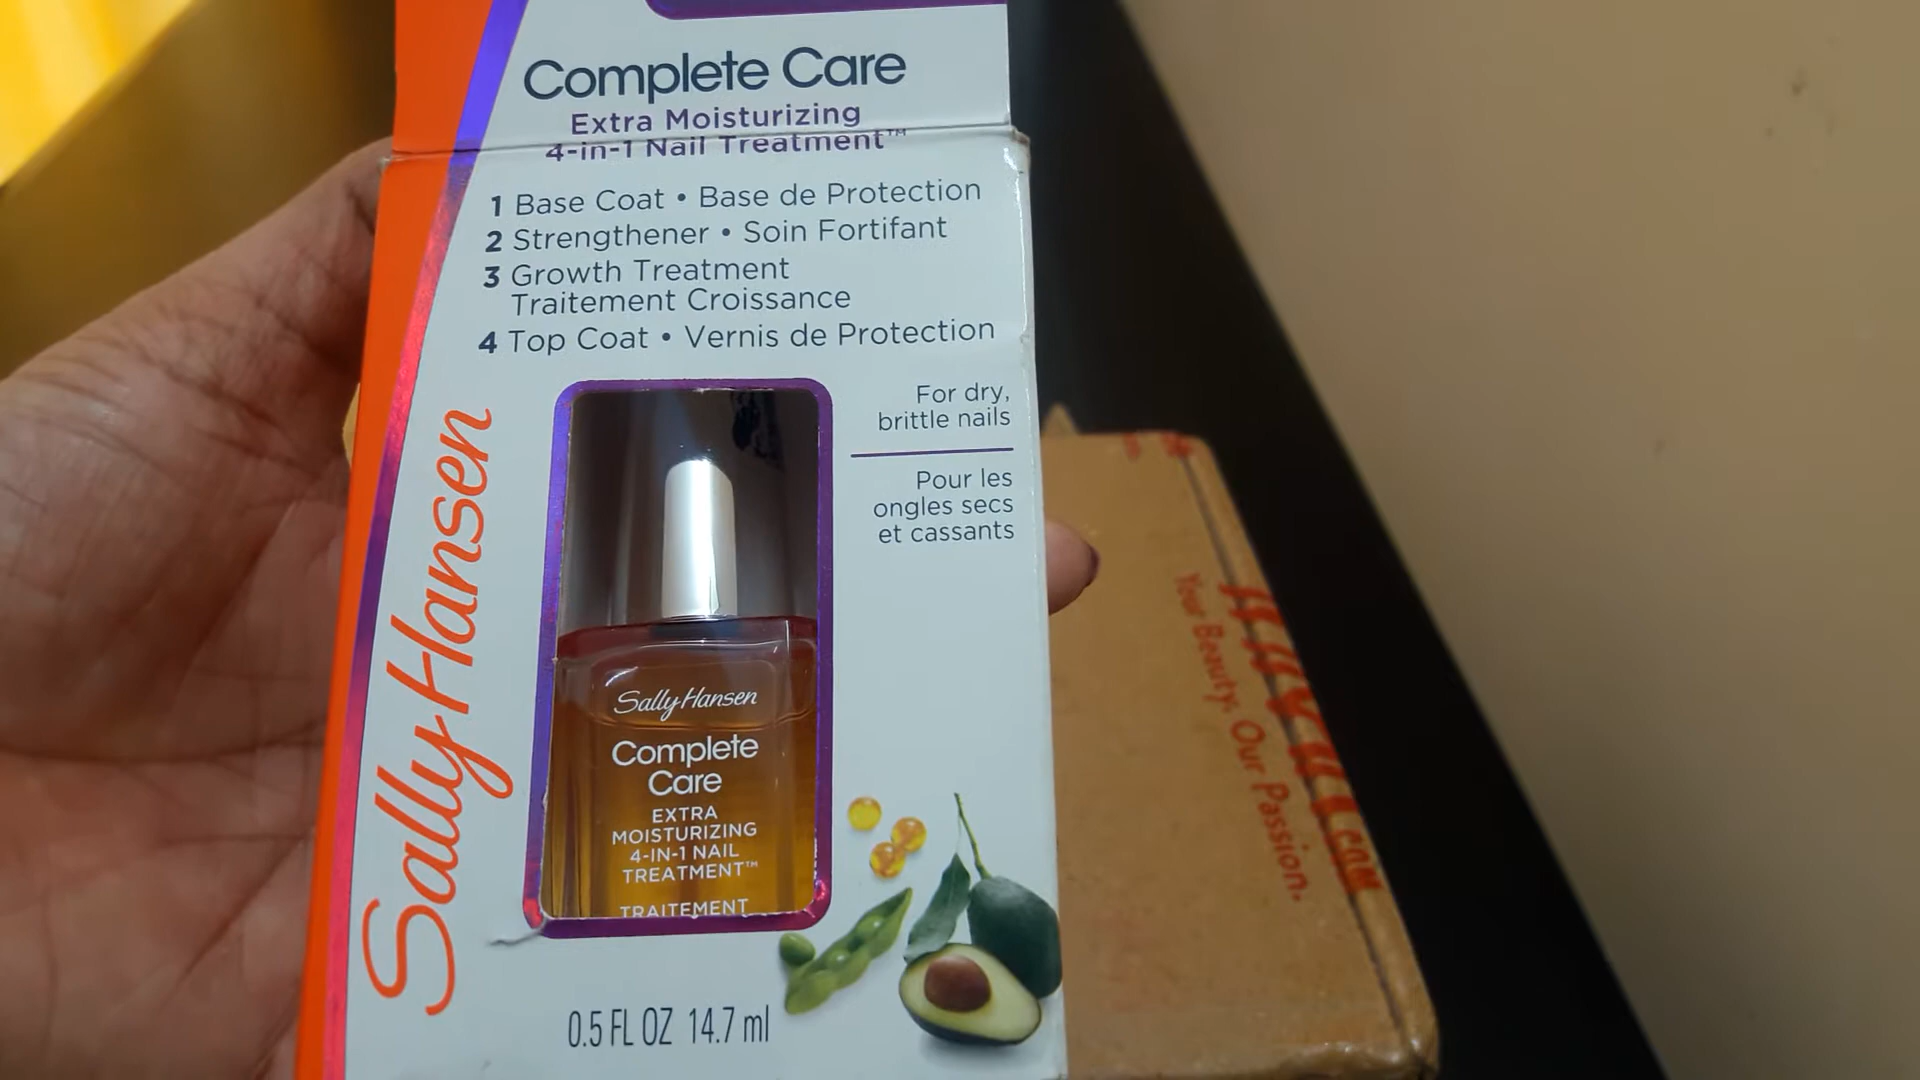 Complete Care
Extra Moisturizing
4-in-1 Nail Treatment™
1 Base Coat • Base de Protection
2 Strengthener • Soin Fortifant
3 Growth Treatment
Traitement Croissance
4 Top Coat • Vernis de Protection
For dry,
brittle nails
Pour les
ongles secs
et cassants
Sally Hansen
Sally Hansen
Complete
Care
EXTRA
MOISTURIZING
4-IN-1 NAIL
TREATMENT™
TRAITEMENT
0.5 FL OZ 14.7 ml
Your Beauty. Our Passion.